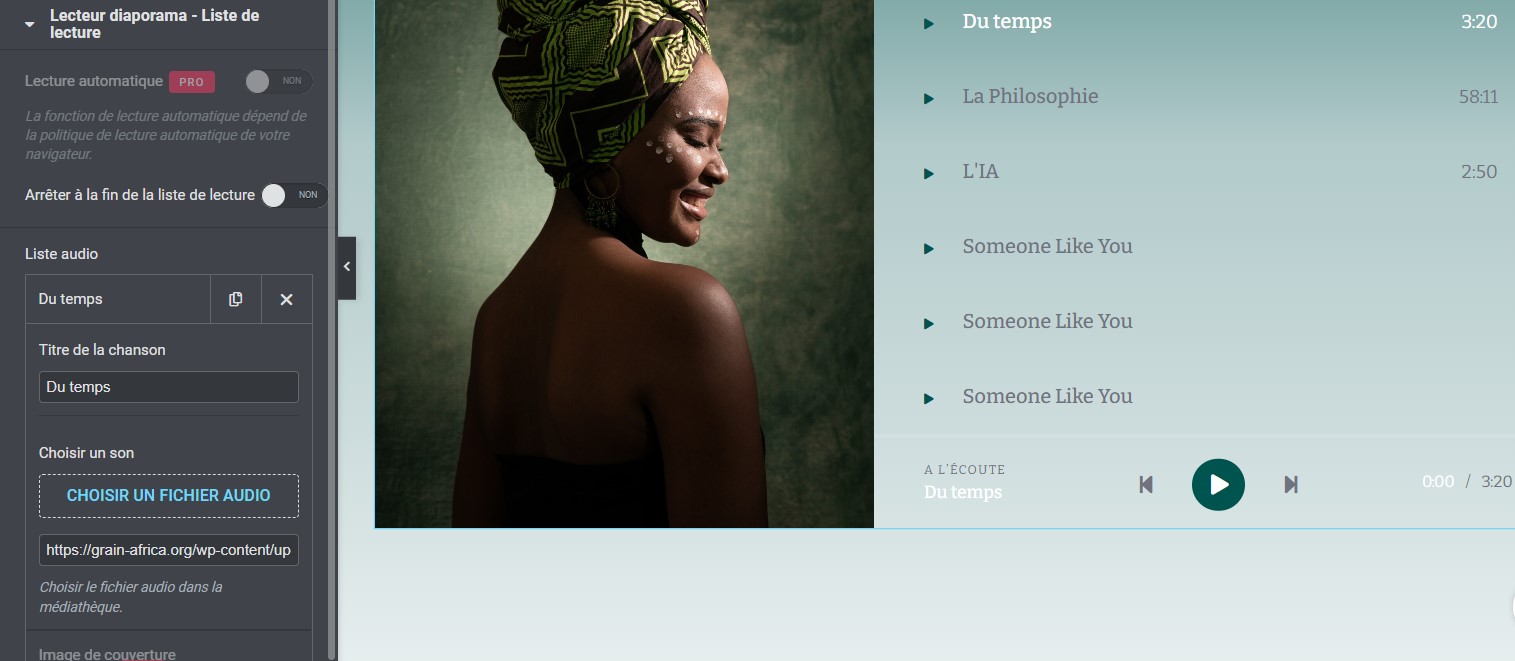 Lecteur diaporama - Liste de
lecture
Lecture automatique PRO NON
La fonction de lecture automatique dépend de
la politique de lecture automatique de votre
navigateur.
Arrêter à la fin de la liste de lecture NON
Liste audio
Du temps
Titre de la chanson
Du temps
Choisir un son
CHOISIR UN FICHIER AUDIO
https://grain-africa.org/wp-content/up
Choisir le fichier audio dans la
médiathèque.
Image de couverture
Du temps 3:20
La Philosophie 58:11
L'IA 2:50
Someone Like You
Someone Like You
Someone Like You
A L'ÉCOUTE
Du temps
0:00 / 3:20